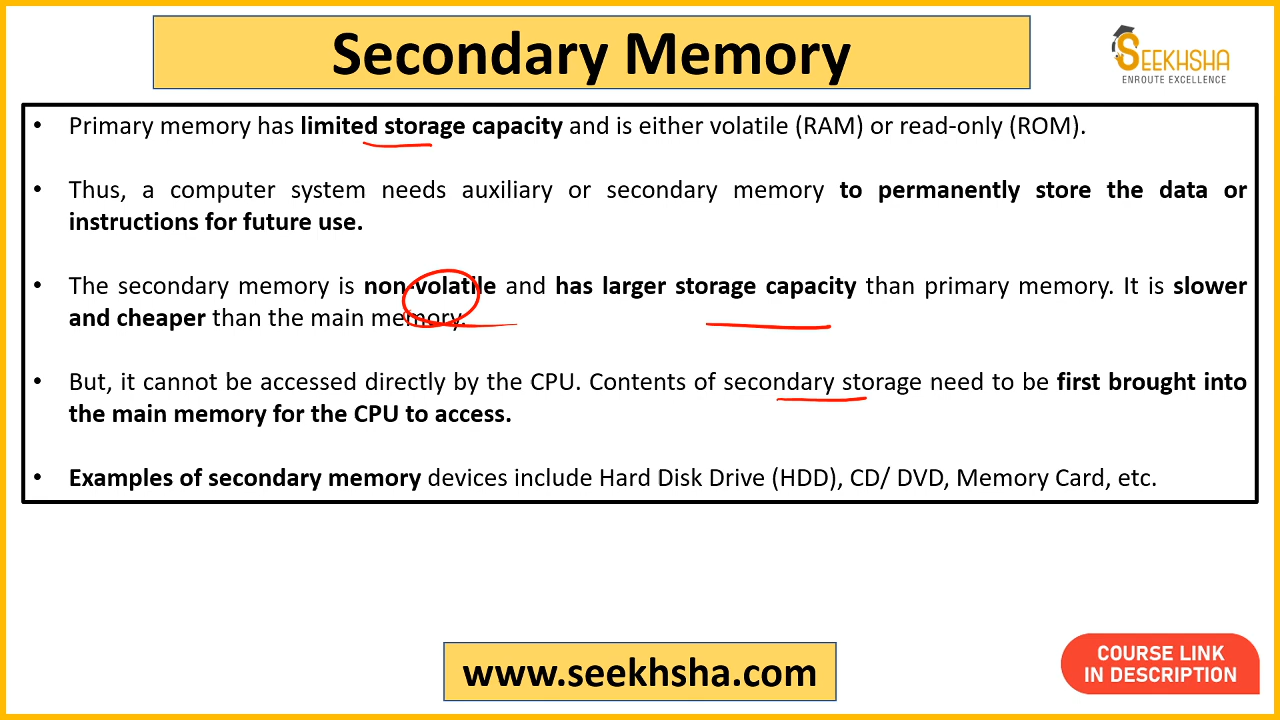 Secondary Memory
SEEKHSHA
ENROUTE EXCELLENCE
• Primary memory has limited storage capacity and is either volatile (RAM) or read-only (ROM).
• Thus, a computer system needs auxiliary or secondary memory to permanently store the data or
instructions for future use.
• The secondary memory is non-volatile and has larger storage capacity than primary memory. It is slower
and cheaper than the main memory.
• But, it cannot be accessed directly by the CPU. Contents of secondary storage need to be first brought into
the main memory for the CPU to access.
• Examples of secondary memory devices include Hard Disk Drive (HDD), CD/ DVD, Memory Card, etc.
www.seekhsha.com
COURSE LINK
IN DESCRIPTION